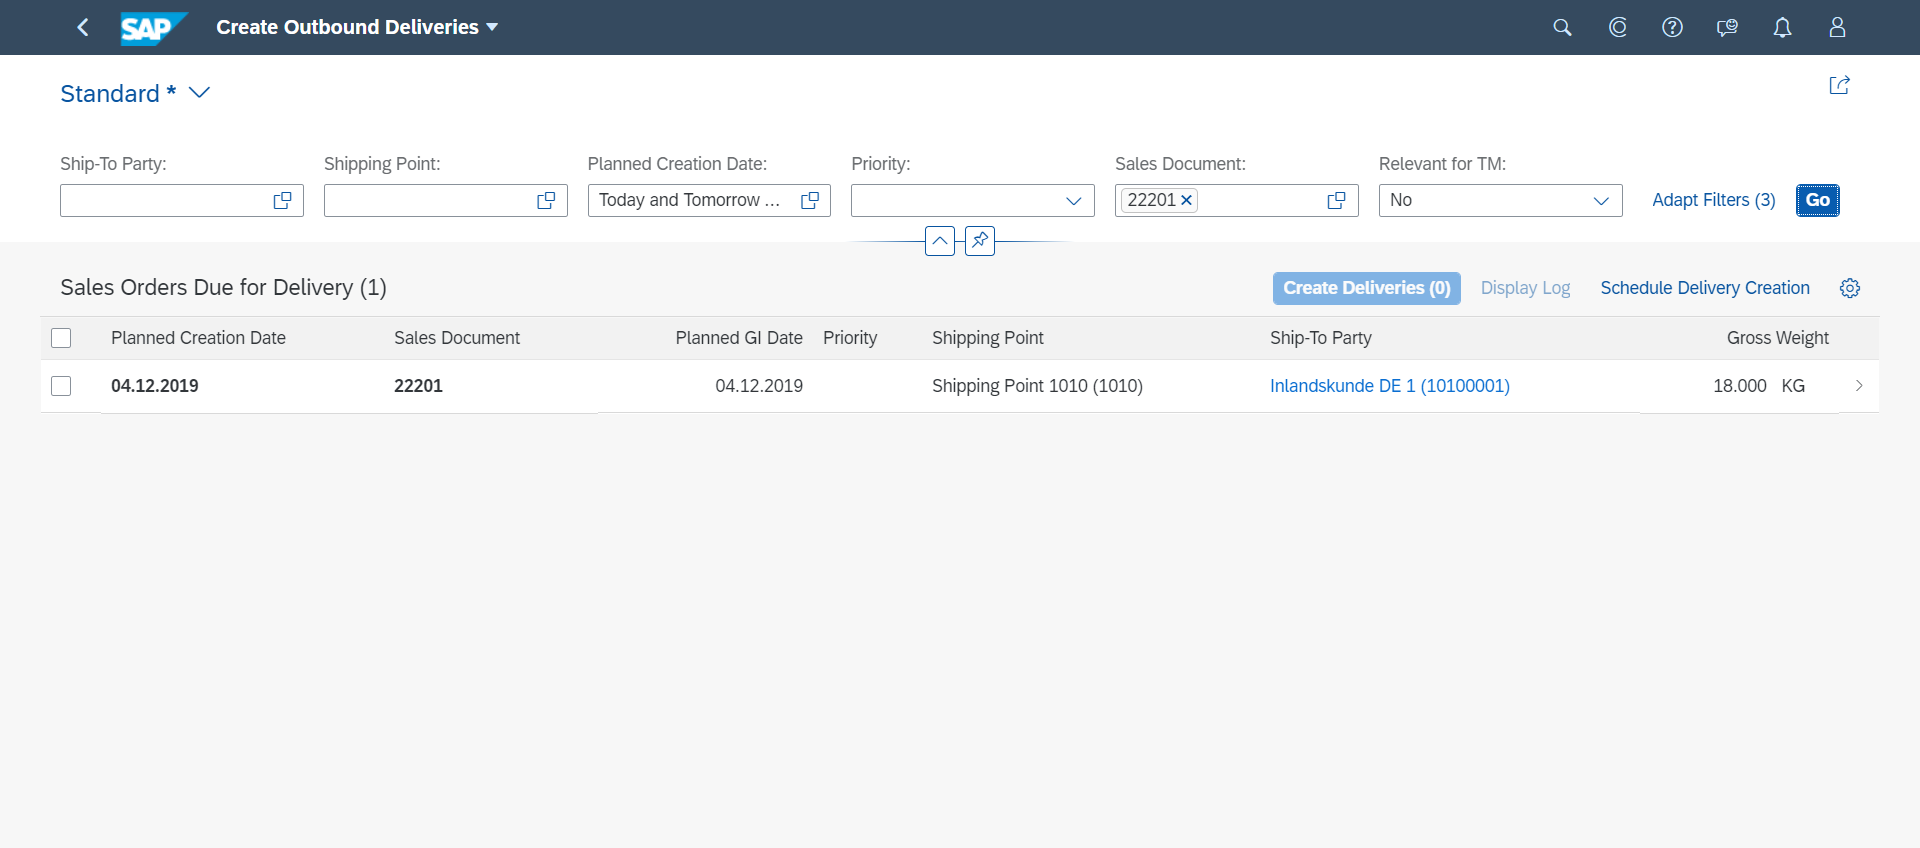 SAP Create Outbound Deliveries
Standard *
Ship-To Party: Shipping Point: Planned Creation Date: Priority: Sales Document: Relevant for TM:
Today and Tomorrow ... 22201 No Adapt Filters (3) Go
Sales Orders Due for Delivery (1) Create Deliveries (0) Display Log Schedule Delivery Creation
Planned Creation Date Sales Document Planned GI Date Priority Shipping Point Ship-To Party Gross Weight
04.12.2019 22201 04.12.2019 Shipping Point 1010 (1010) Inlandskunde DE 1 (10100001) 18.000 KG